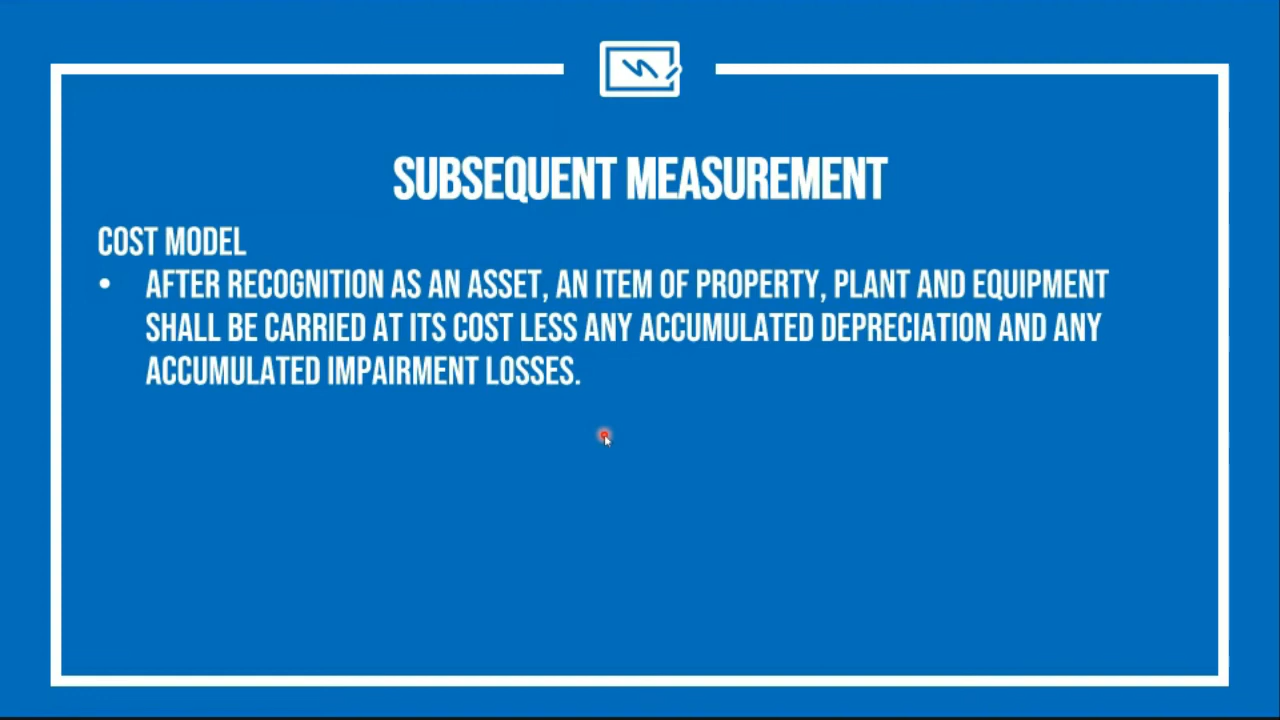 SUBSEQUENT MEASUREMENT
COST MODEL
• AFTER RECOGNITION AS AN ASSET, AN ITEM OF PROPERTY, PLANT AND EQUIPMENT
SHALL BE CARRIED AT ITS COST LESS ANY ACCUMULATED DEPRECIATION AND ANY
ACCUMULATED IMPAIRMENT LOSSES.